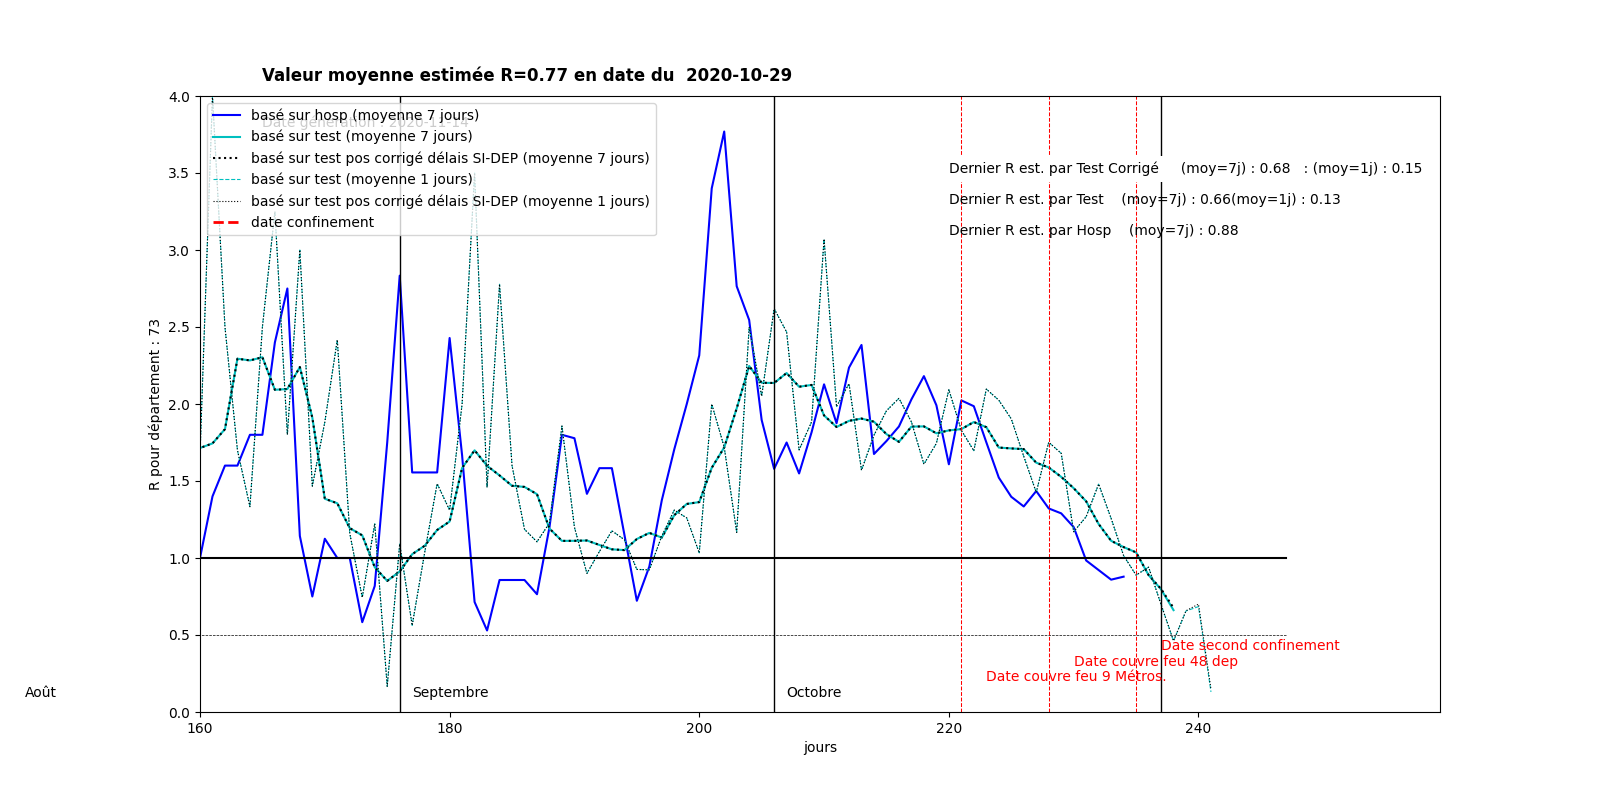 Valeur moyenne estimée R=0.77 en date du  2020-10-29
Date génération : 2020-11-14
basé sur hosp (moyenne 7 jours)
basé sur test (moyenne 7 jours)
basé sur test pos corrigé délais SI-DEP (moyenne 7 jours)
basé sur test (moyenne 1 jours)
basé sur test pos corrigé délais SI-DEP (moyenne 1 jours)
date confinement
Dernier R est. par Test Corrigé     (moy=7j) : 0.68   : (moy=1j) : 0.15
Dernier R est. par Test    (moy=7j) : 0.66(moy=1j) : 0.13
Dernier R est. par Hosp    (moy=7j) : 0.88
R pour département : 73
4.0
3.5
3.0
2.5
2.0
1.5
1.0
0.5
0.0
Date second confinement
Date couvre feu 48 dep
Date couvre feu 9 Métros.
Août
Septembre
Octobre
160
180
200
220
240
jours